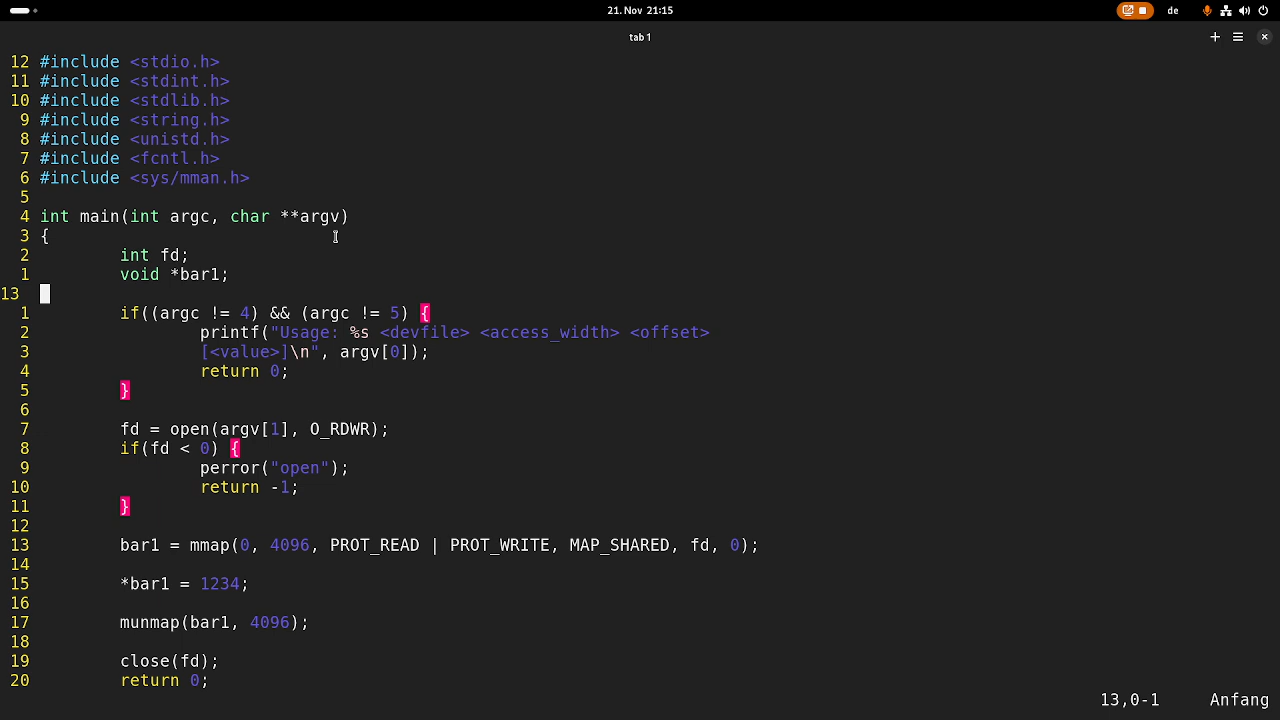 21. Nov 21:15
de
tab 1
12 #include <stdio.h>
11 #include <stdint.h>
10 #include <stdlib.h>
9 #include <string.h>
8 #include <unistd.h>
7 #include <fcntl.h>
6 #include <sys/mman.h>
5
4 int main(int argc, char **argv)
3 {
2 int fd;
1 void *bar1;
13
1 if((argc != 4) && (argc != 5) {
2 printf("Usage: %s <devfile> <access_width> <offset>
3 [<value>]\n", argv[0]);
4 return 0;
5 }
6
7 fd = open(argv[1], O_RDWR);
8 if(fd < 0) {
9 perror("open");
10 return -1;
11 }
12
13 bar1 = mmap(0, 4096, PROT_READ | PROT_WRITE, MAP_SHARED, fd, 0);
14
15 *bar1 = 1234;
16
17 munmap(bar1, 4096);
18
19 close(fd);
20 return 0;
13,0-1 Anfang